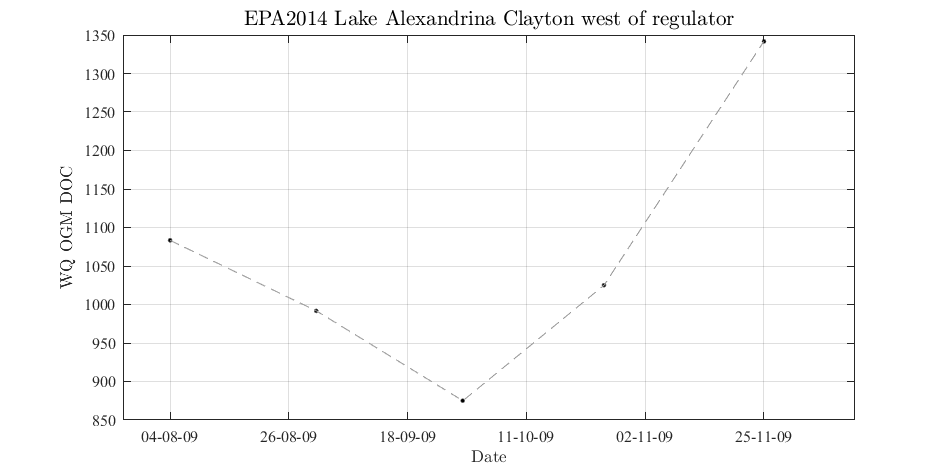 EPA2014 Lake Alexandrina Clayton west of regulator
1350
1300
1250
1200
1150
1100
1050
1000
950
900
850
WQ OGM DOC
04-08-09 26-08-09 18-09-09 11-10-09 02-11-09 25-11-09
Date